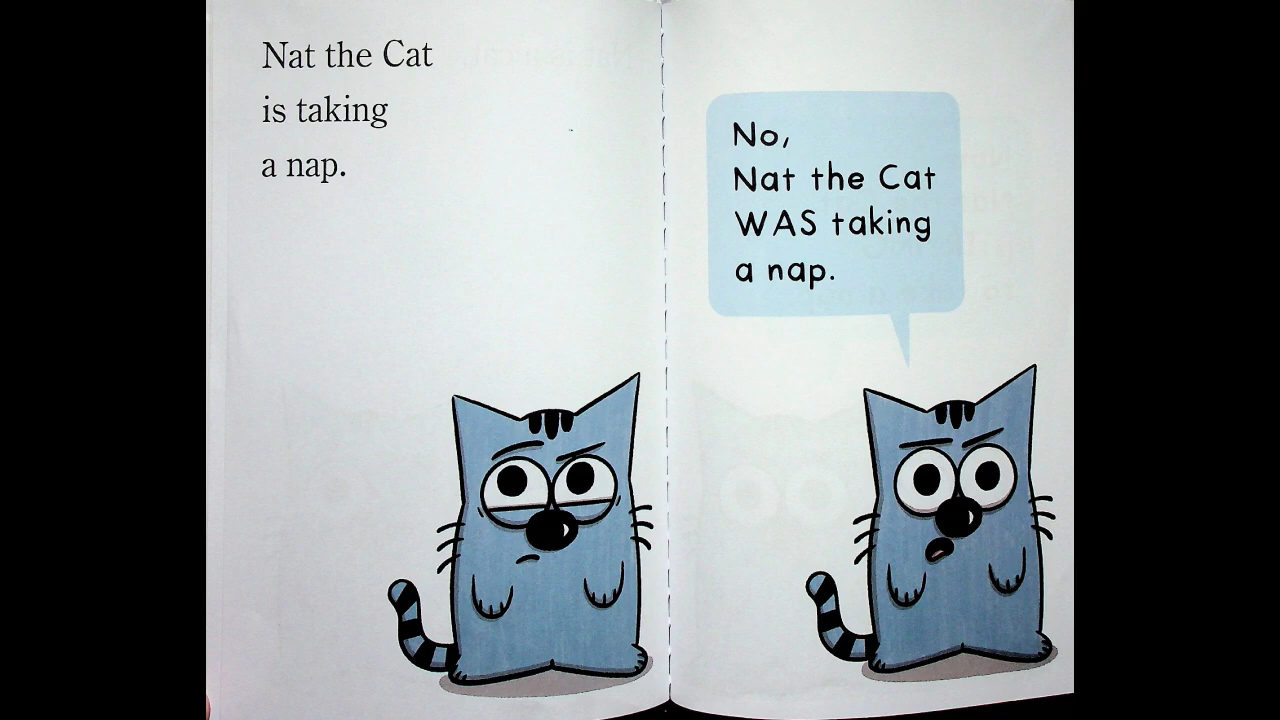 Nat the Cat
is taking
a nap.
No,
Nat the Cat
WAS taking
a nap.